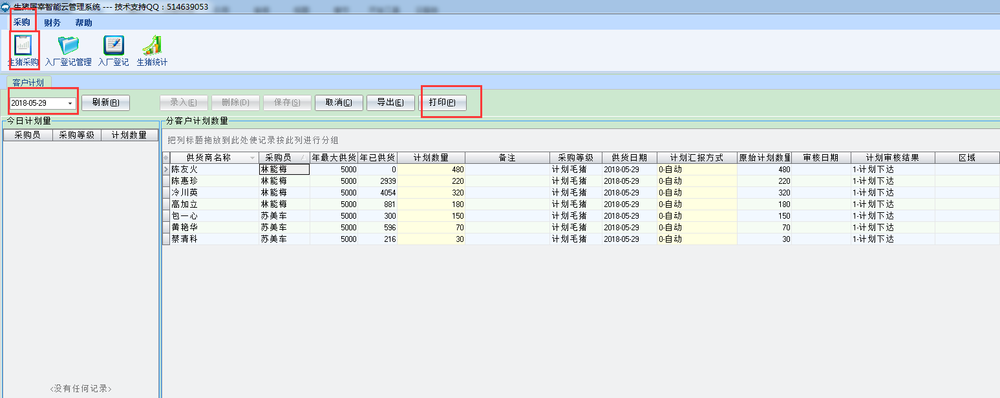 生猪屠宰智能云管理系统 --- 技术支持QQ：514639053
采购 财务 帮助
生猪采购 入厂登记管理 入厂登记 生猪统计
客户计划
2018-05-29 刷新(R) 录入(E) 删除(D) 保存(S) 取消(C) 导出(E) 打印(P)
今日计划量 分客户计划数量
采购员 采购等级 计划数量
把列标题拖放到此处使记录按此列进行分组
供货商名称 采购员 年最大供货 年已供货 计划数量 备注 采购等级 供货日期 计划汇报方式 原始计划数量 审核日期 计划审核结果 区域
陈友火 林能梅 5000 0 480 计划毛猪 2018-05-29 0-自动 480 1-计划下达
陈惠珍 林能梅 5000 2939 220 计划毛猪 2018-05-29 0-自动 220 1-计划下达
冷川英 林能梅 5000 4054 320 计划毛猪 2018-05-29 0-自动 320 1-计划下达
高加立 林能梅 5000 881 180 计划毛猪 2018-05-29 0-自动 180 1-计划下达
包一心 苏美车 5000 300 150 计划毛猪 2018-05-29 0-自动 150 1-计划下达
黄艳华 苏美车 5000 596 70 计划毛猪 2018-05-29 0-自动 70 1-计划下达
蔡清科 苏美车 5000 216 30 计划毛猪 2018-05-29 0-自动 30 1-计划下达
<没有任何记录>